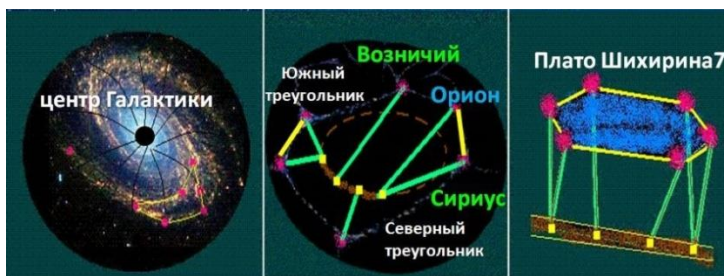 центр Галактики
Южный
треугольник
Возничий
Орион
Сириус
Северный
треугольник
Плато Шихирина7